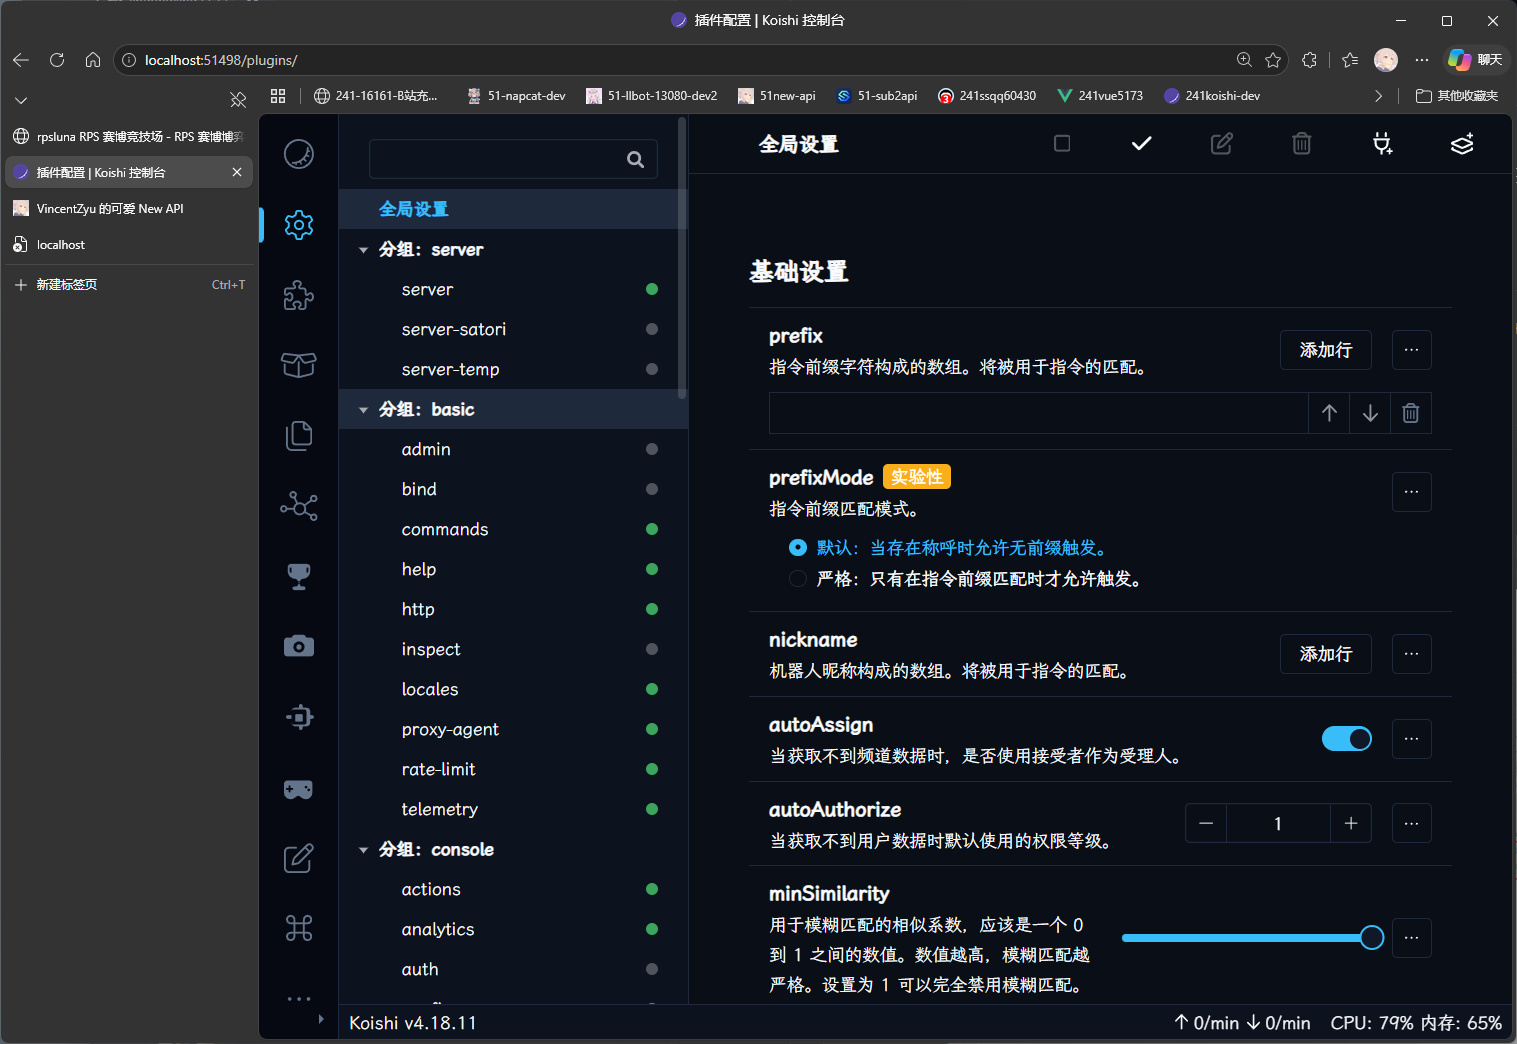 插件配置 | Koishi 控制台
localhost:51498/plugins/
聊天
241-16161-B站充...
51-napcat-dev
51-llbot-13080-dev2
51new-api
51-sub2api
241ssqq60430
241vue5173
241koishi-dev
其他收藏夹
rpsluna RPS 赛博竞技场 - RPS 赛博博
插件配置 | Koishi 控制台
VincentZyu 的可爱 New API
localhost
新建标签页
Ctrl+T
全局设置
分组：server
server
server-satori
server-temp
分组：basic
admin
bind
commands
help
http
inspect
locales
proxy-agent
rate-limit
telemetry
分组：console
actions
analytics
auth
全局设置
基础设置
prefix
指令前缀字符构成的数组。将被用于指令的匹配。
添加行
prefixMode 实验性
指令前缀匹配模式。
默认：当存在称呼时允许无前缀触发。
严格：只有在指令前缀匹配时才允许触发。
nickname
机器人昵称构成的数组。将被用于指令的匹配。
添加行
autoAssign
当获取不到频道数据时，是否使用接受者作为受理人。
autoAuthorize
当获取不到用户数据时默认使用的权限等级。
1
minSimilarity
用于模糊匹配的相似系数，应该是一个 0
到 1 之间的数值。数值越高，模糊匹配越
严格。设置为 1 可以完全禁用模糊匹配。
Koishi v4.18.11
↑ 0/min ↓ 0/min
CPU: 79% 内存: 65%